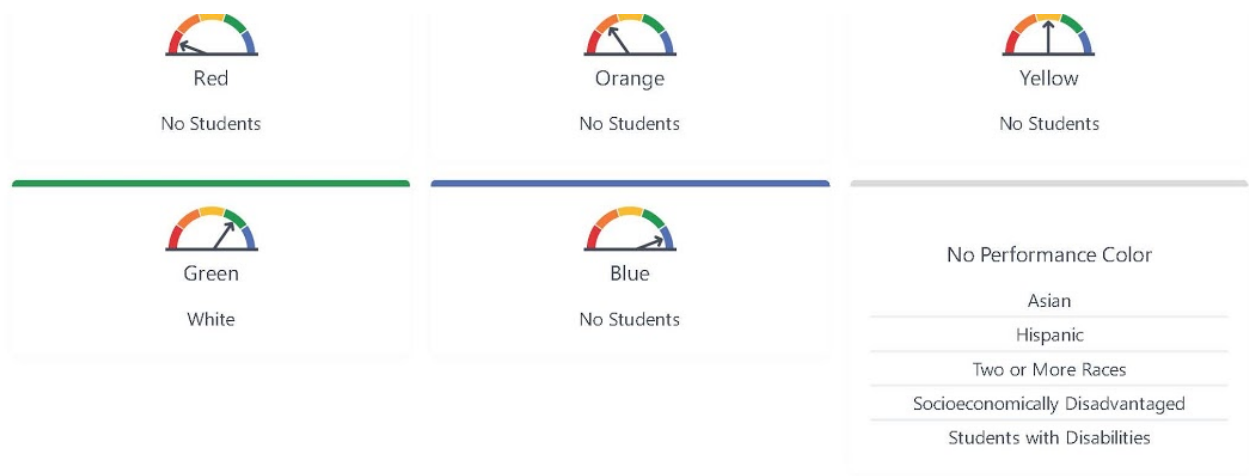 Red
No Students
Orange
No Students
Yellow
No Students
Green
White
Blue
No Students
No Performance Color
Asian
Hispanic
Two or More Races
Socioeconomically Disadvantaged
Students with Disabilities